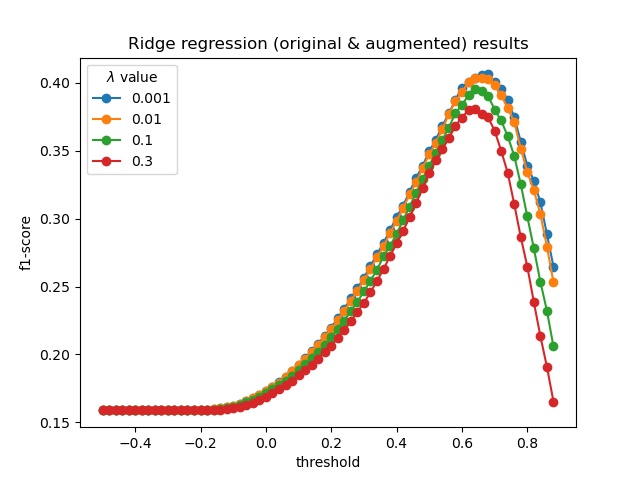 Ridge regression (original & augmented) results
λ value
0.001
0.01
0.1
0.3
f1-score
0.40
0.35
0.30
0.25
0.20
0.15
−0.4 −0.2 0.0 0.2 0.4 0.6 0.8
threshold